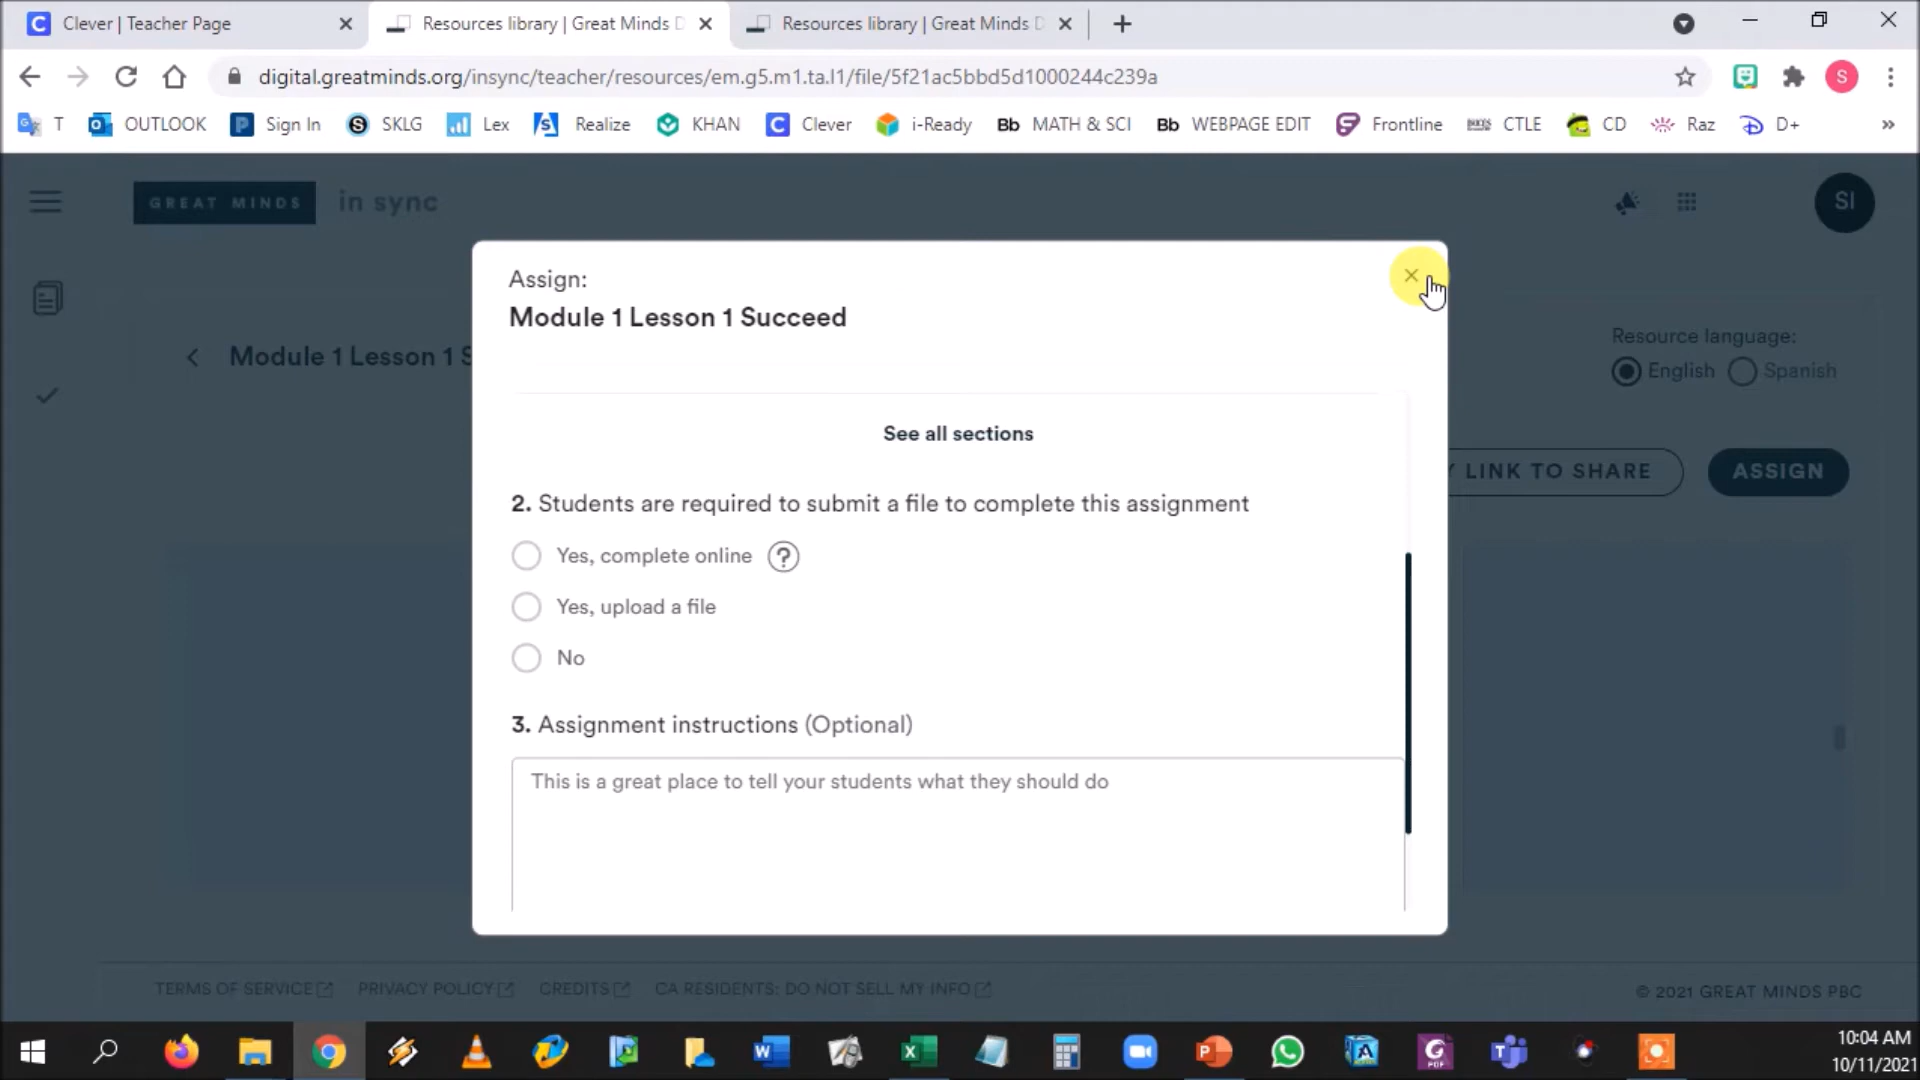 Clever | Teacher Page
Resources library | Great Minds D
Resources library | Great Minds D
digital.greatminds.org/insync/teacher/resources/em.g5.m1.ta.l1/file/5f21ac5bbd5d1000244c239a
S
T OUTLOOK Sign In SKLG Lex Realize KHAN Clever i-Ready Bb MATH & SCI Bb WEBPAGE EDIT Frontline CTLE CD Raz D+ »
GREAT MINDS in sync
SI
Assign:
Module 1 Lesson 1 Succeed
Module 1 Lesson 1 S
Resource language:
English Spanish
See all sections
LINK TO SHARE
ASSIGN
2. Students are required to submit a file to complete this assignment
Yes, complete online ?
Yes, upload a file
No
3. Assignment instructions (Optional)
This is a great place to tell your students what they should do
TERMS OF SERVICE PRIVACY POLICY CREDITS CA RESIDENTS: DO NOT SELL MY INFO
© 2021 GREAT MINDS PBC
10:04 AM
10/11/2021